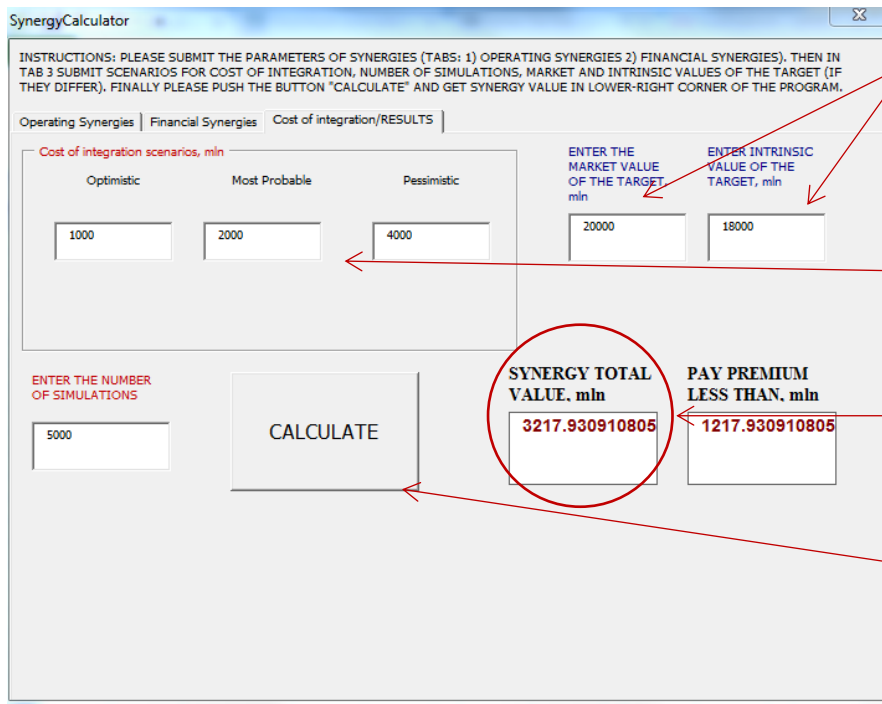 SynergyCalculator
INSTRUCTIONS: PLEASE SUBMIT THE PARAMETERS OF SYNERGIES (TABS: 1) OPERATING SYNERGIES 2) FINANCIAL SYNERGIES). THEN IN
TAB 3 SUBMIT SCENARIOS FOR COST OF INTEGRATION, NUMBER OF SIMULATIONS, MARKET AND INTRINSIC VALUES OF THE TARGET (IF
THEY DIFFER). FINALLY PLEASE PUSH THE BUTTON "CALCULATE" AND GET SYNERGY VALUE IN LOWER-RIGHT CORNER OF THE PROGRAM.
Operating Synergies Financial Synergies Cost of integration/RESULTS
Cost of integration scenarios, mln
Optimistic Most Probable Pessimistic
1000 2000 4000
ENTER THE
MARKET VALUE
OF THE TARGET,
mln
20000
ENTER INTRINSIC
VALUE OF THE
TARGET, mln
18000
ENTER THE NUMBER
OF SIMULATIONS
5000
CALCULATE
SYNERGY TOTAL
VALUE, mln
3217.930910805
PAY PREMIUM
LESS THAN, mln
1217.930910805